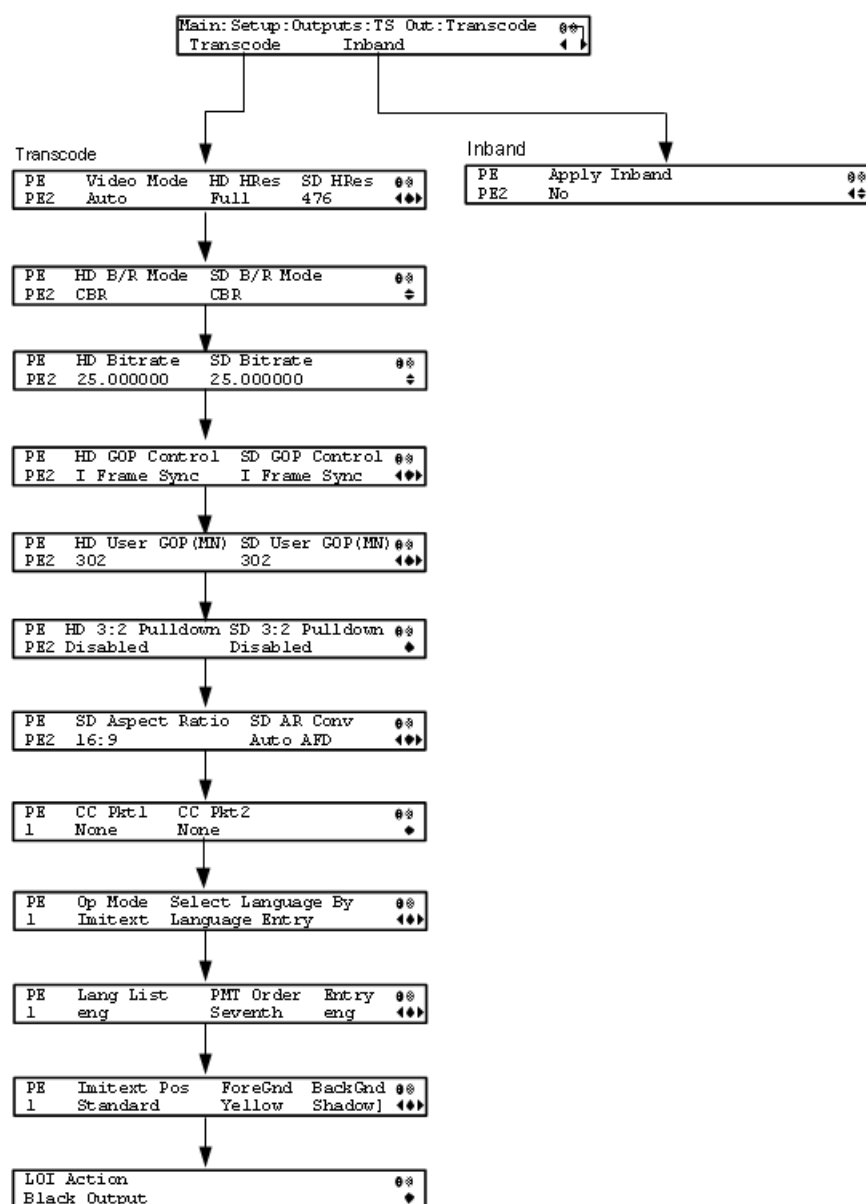 Main:Setup:Outputs:TS Out:Transcode
Transcode Inband
Transcode
PE Video Mode HD HRes SD HRes
PE2 Auto Full 476
Inband
PE Apply Inband
PE2 No
PE HD B/R Mode SD B/R Mode
PE2 CBR CBR
PE HD Bitrate SD Bitrate
PE2 25.000000 25.000000
PE HD GOP Control SD GOP Control
PE2 I Frame Sync I Frame Sync
PE HD User GOP(MN) SD User GOP(MN)
PE2 302 302
PE HD 3:2 Pulldown SD 3:2 Pulldown
PE2 Disabled Disabled
PE SD Aspect Ratio SD AR Conv
PE2 16:9 Auto AFD
PE CC Pkt1 CC Pkt2
1 None None
PE Op Mode Select Language By
1 Imitext Language Entry
PE Lang List PMT Order Entry
1 eng Seventh eng
PE Imitext Pos ForeGnd BackGnd
1 Standard Yellow Shadow]
LOI Action
Black Output